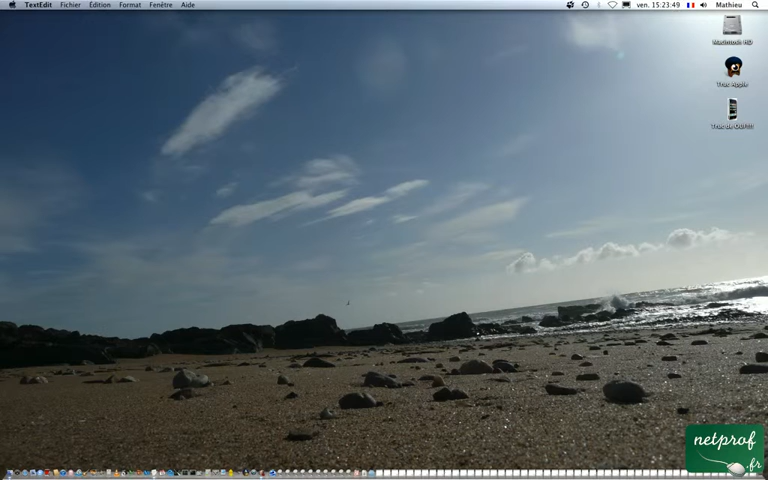 TextEdit Fichier Édition Format Fenêtre Aide ven. 15:23:49 Mathieu
Macintosh HD
Truc Apple
netprof
.fr